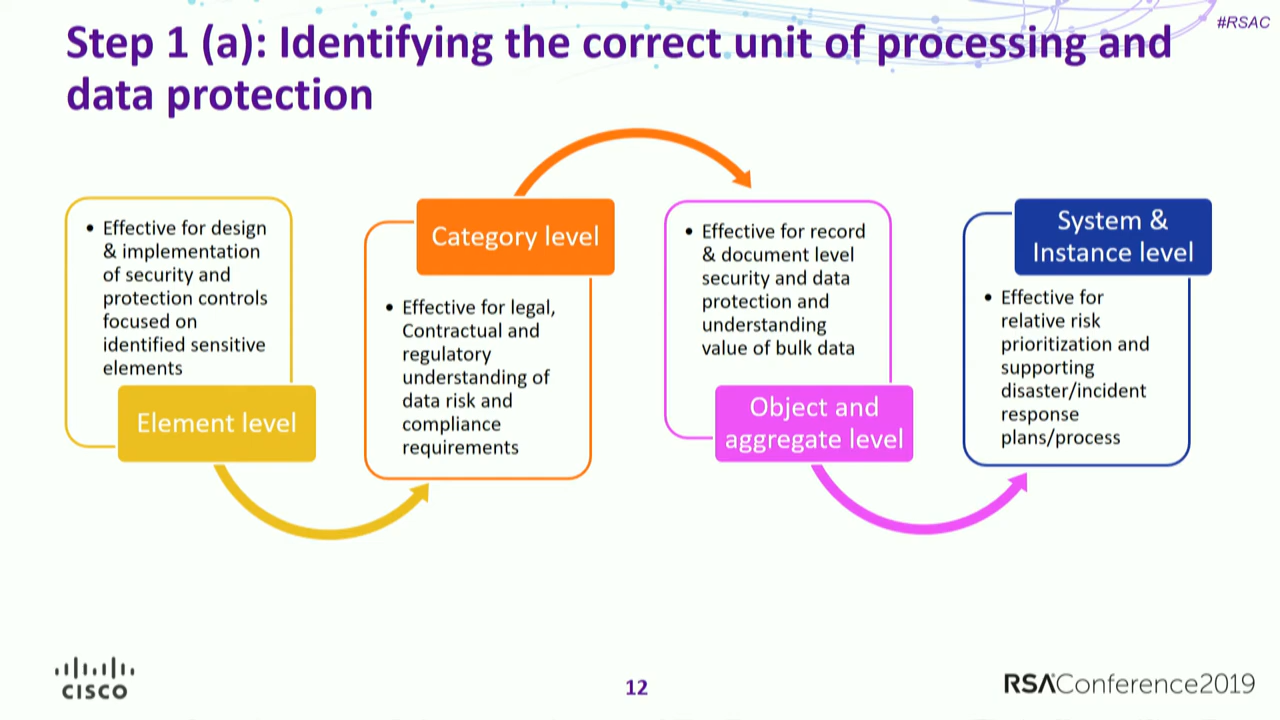 #RSAC
Step 1 (a): Identifying the correct unit of processing and
data protection
• Effective for design
& implementation
of security and
protection controls
focused on
identified sensitive
elements
Element level
Category level
• Effective for legal,
Contractual and
regulatory
understanding of
data risk and
compliance
requirements
• Effective for record
& document level
security and data
protection and
understanding
value of bulk data
Object and
aggregate level
System &
Instance level
• Effective for
relative risk
prioritization and
supporting
disaster/incident
response
plans/process
CISCO
12
RSAConference2019